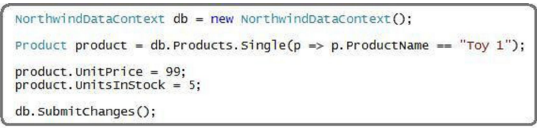 NorthwindDataContext db = new NorthwindDataContext();
Product product = db.Products.Single(p => p.ProductName == "Toy 1");
product.UnitPrice = 99;
product.UnitsInStock = 5;
db.SubmitChanges();